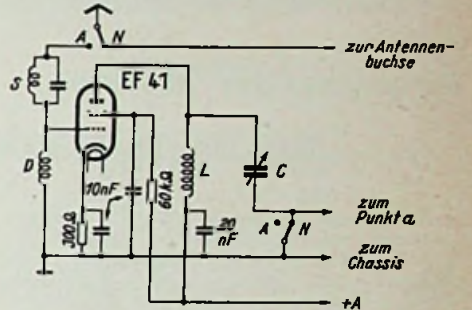 A N
zur Antennen-
buchse
S
EF 41
D
10nF
60kΩ
L
C
300Ω
20
nF
A N
zum
Punkt a
zum
Chassis
+A